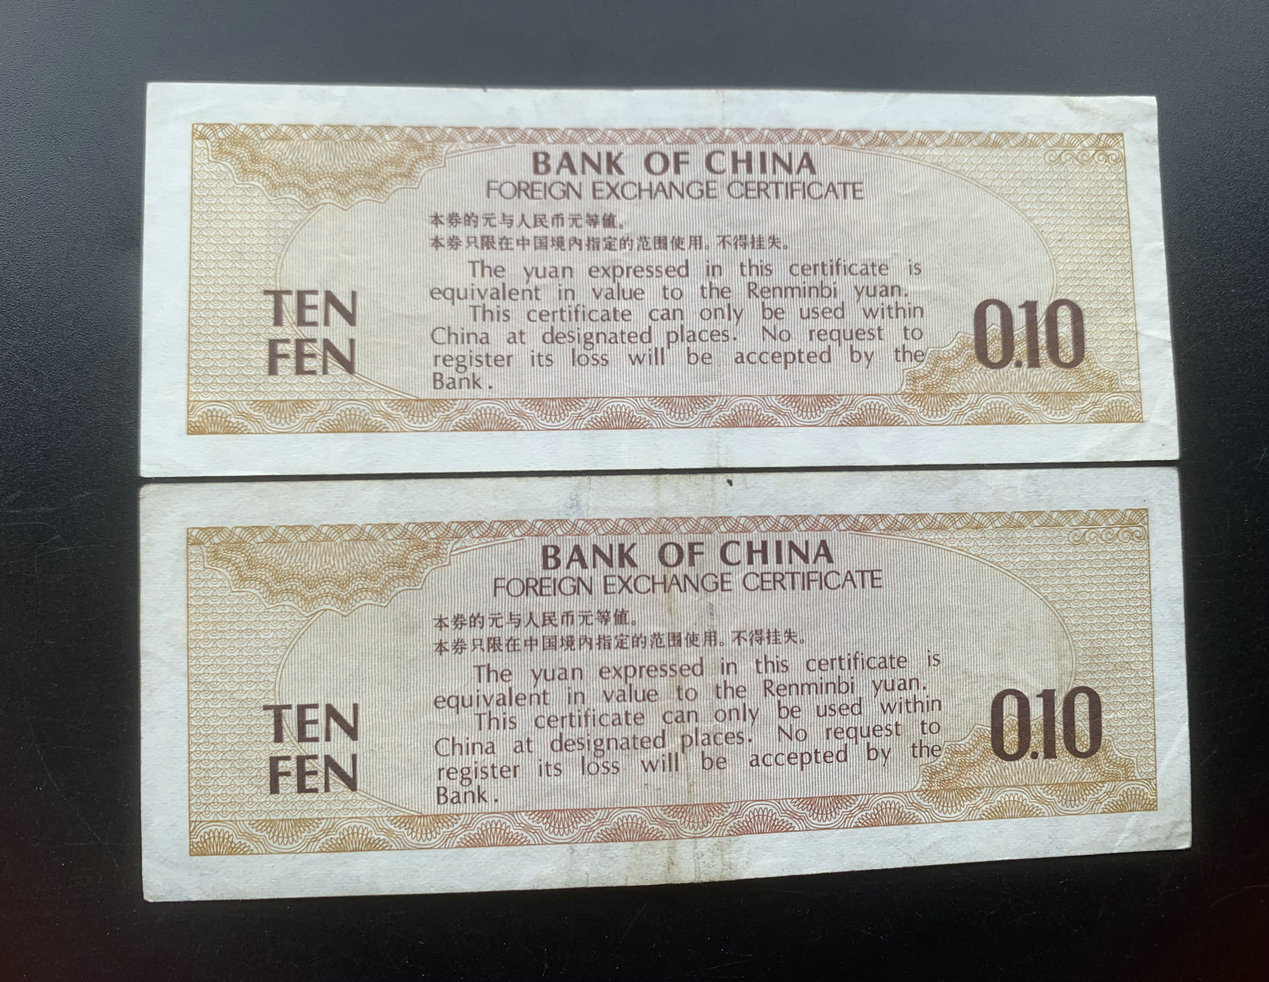 BANK OF CHINA
FOREIGN EXCHANGE CERTIFICATE
本券的元与人民币元等值。
本券只限在中国境内指定的范围使用。不得挂失。
The yuan expressed in this certificate is
equivalent in value to the Renminbi yuan.
This certificate can only be used within
China at designated places. No request to
register its loss will be accepted by the
Bank.
TEN
FEN
0.10
BANK OF CHINA
FOREIGN EXCHANGE CERTIFICATE
本券的元与人民币元等值。
本券只限在中国境内指定的范围使用。不得挂失。
The yuan expressed in this certificate is
equivalent in value to the Renminbi yuan.
This certificate can only be used within
China at designated places. No request to
register its loss will be accepted by the
Bank.
TEN
FEN
0.10